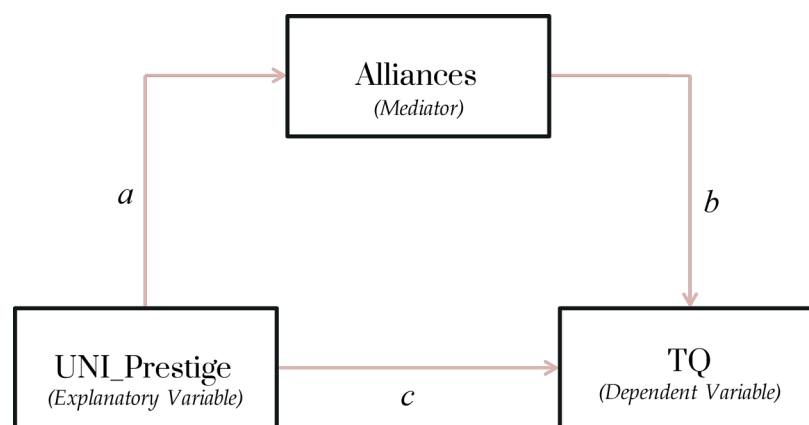 Alliances
(Mediator)
a
b
UNI_Prestige
(Explanatory Variable)
c
TQ
(Dependent Variable)